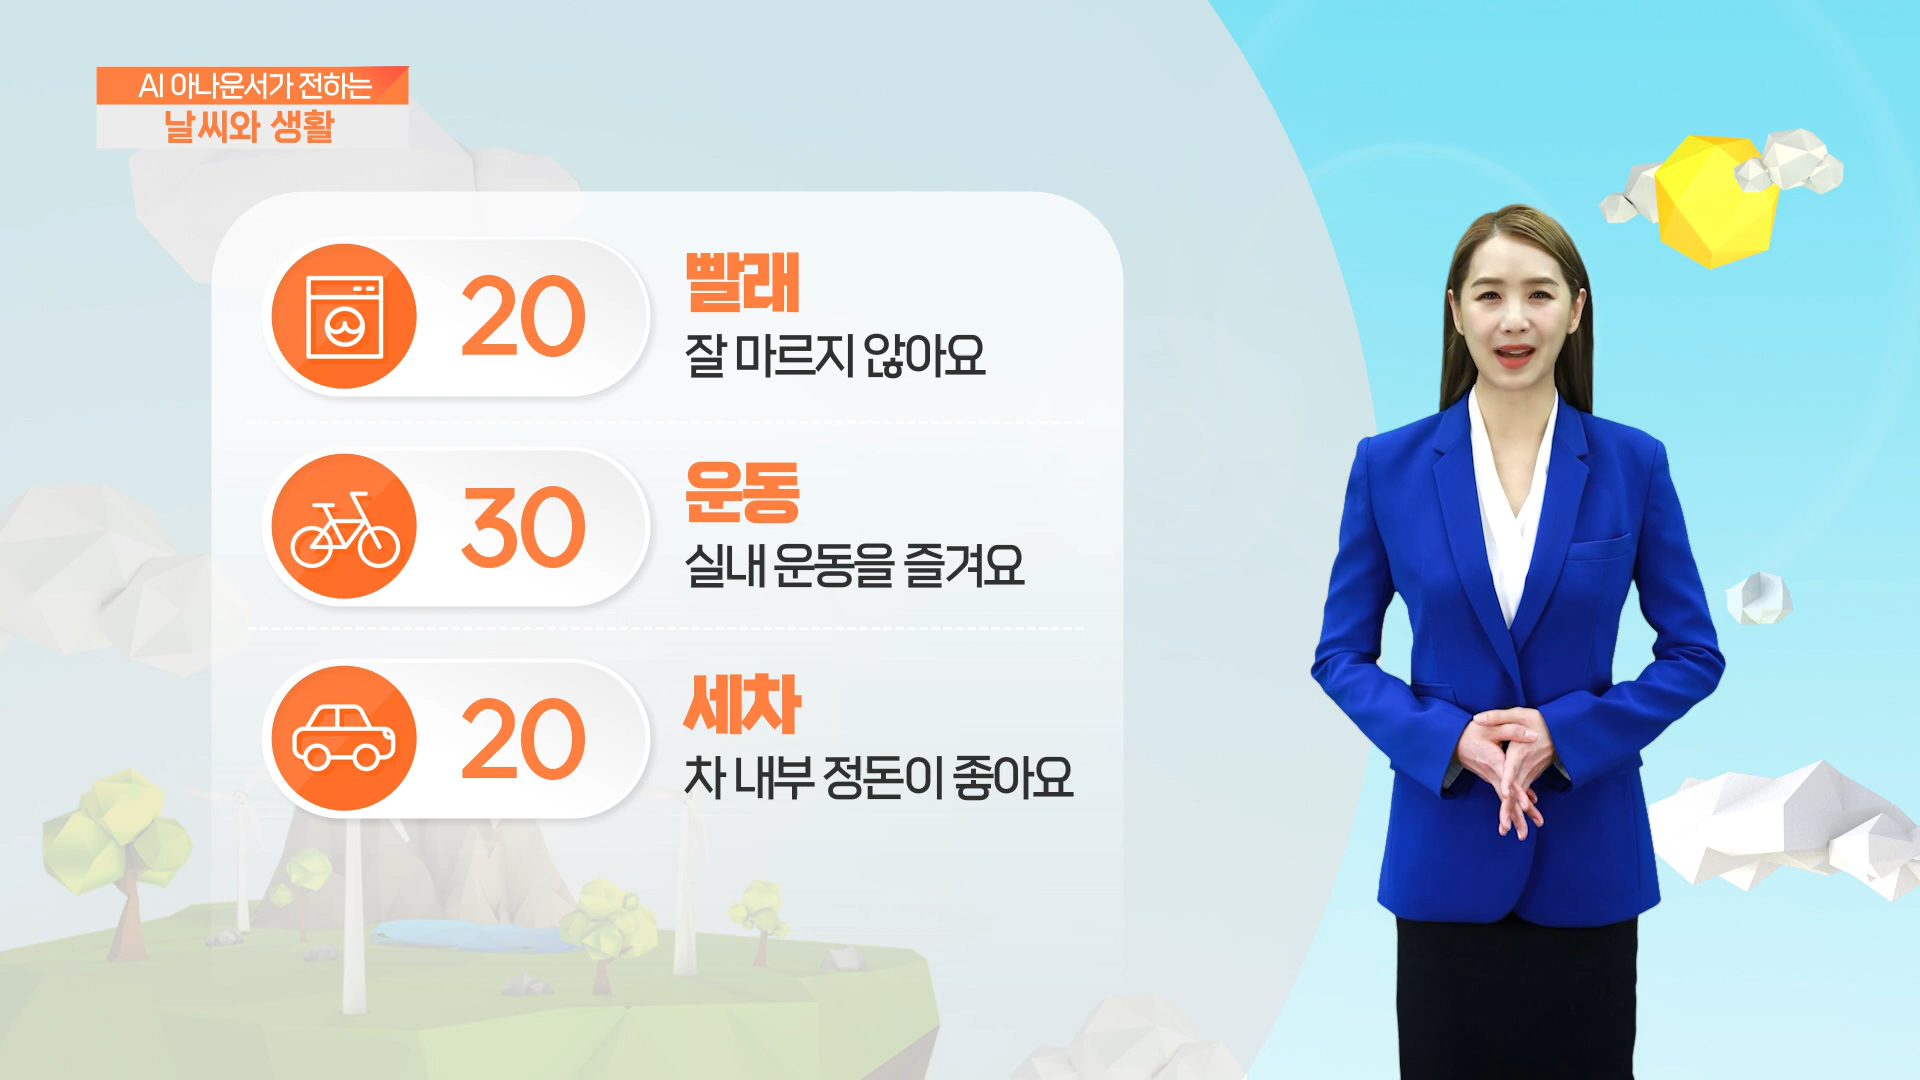 AI 아나운서가 전하는
날씨와 생활
20
빨래
잘 마르지 않아요
30
운동
실내 운동을 즐겨요
20
세차
차 내부 정돈이 좋아요